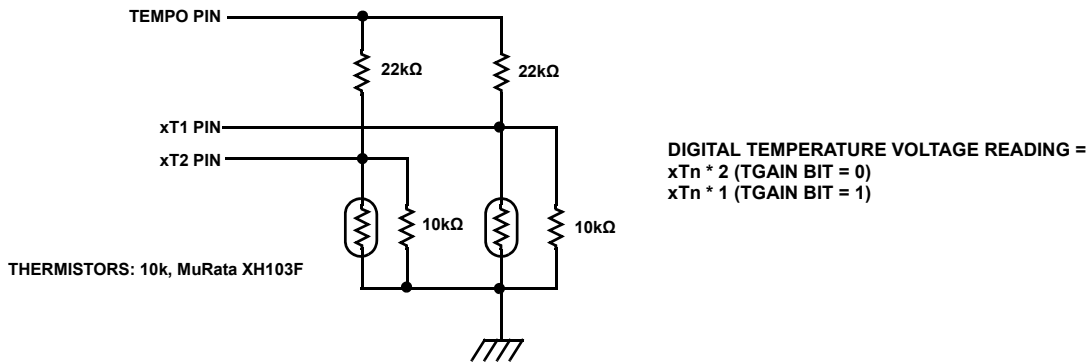 TEMPO PIN
22kΩ
22kΩ
xT1 PIN
xT2 PIN
10kΩ
10kΩ
THERMISTORS: 10k, MuRata XH103F
DIGITAL TEMPERATURE VOLTAGE READING =
xTn * 2 (TGAIN BIT = 0)
xTn * 1 (TGAIN BIT = 1)